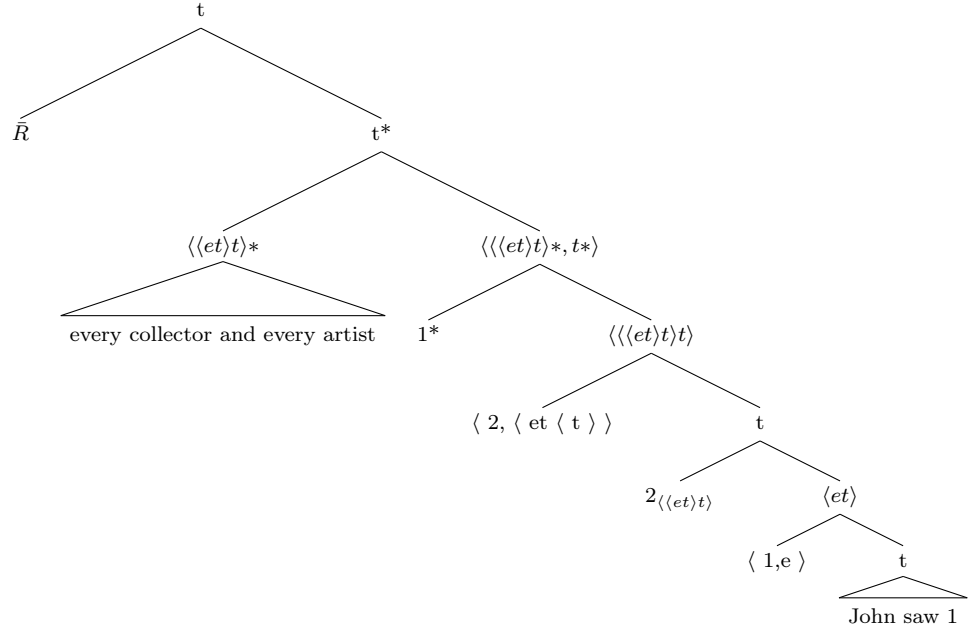 t
R̄ t*
⟨⟨et⟩t⟩* ⟨⟨⟨et⟩t⟩*, t*⟩
every collector and every artist 1* ⟨⟨⟨et⟩t⟩t⟩
⟨ 2, ⟨ et ⟨ t ⟩ ⟩ t
2⟨⟨et⟩t⟩ ⟨et⟩
⟨ 1,e ⟩ t
John saw 1